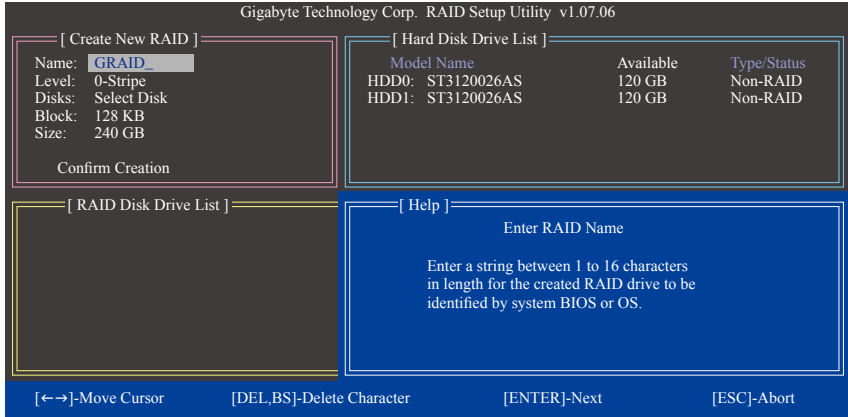 Gigabyte Technology Corp. RAID Setup Utility v1.07.06
[ Create New RAID ]
Name: GRAID_
Level: 0-Stripe
Disks: Select Disk
Block: 128 KB
Size: 240 GB
Confirm Creation
[ Hard Disk Drive List ]
Model Name Available Type/Status
HDD0: ST3120026AS 120 GB Non-RAID
HDD1: ST3120026AS 120 GB Non-RAID
[ RAID Disk Drive List ]
[ Help ]
Enter RAID Name
Enter a string between 1 to 16 characters
in length for the created RAID drive to be
identified by system BIOS or OS.
[←→]-Move Cursor [DEL,BS]-Delete Character [ENTER]-Next [ESC]-Abort